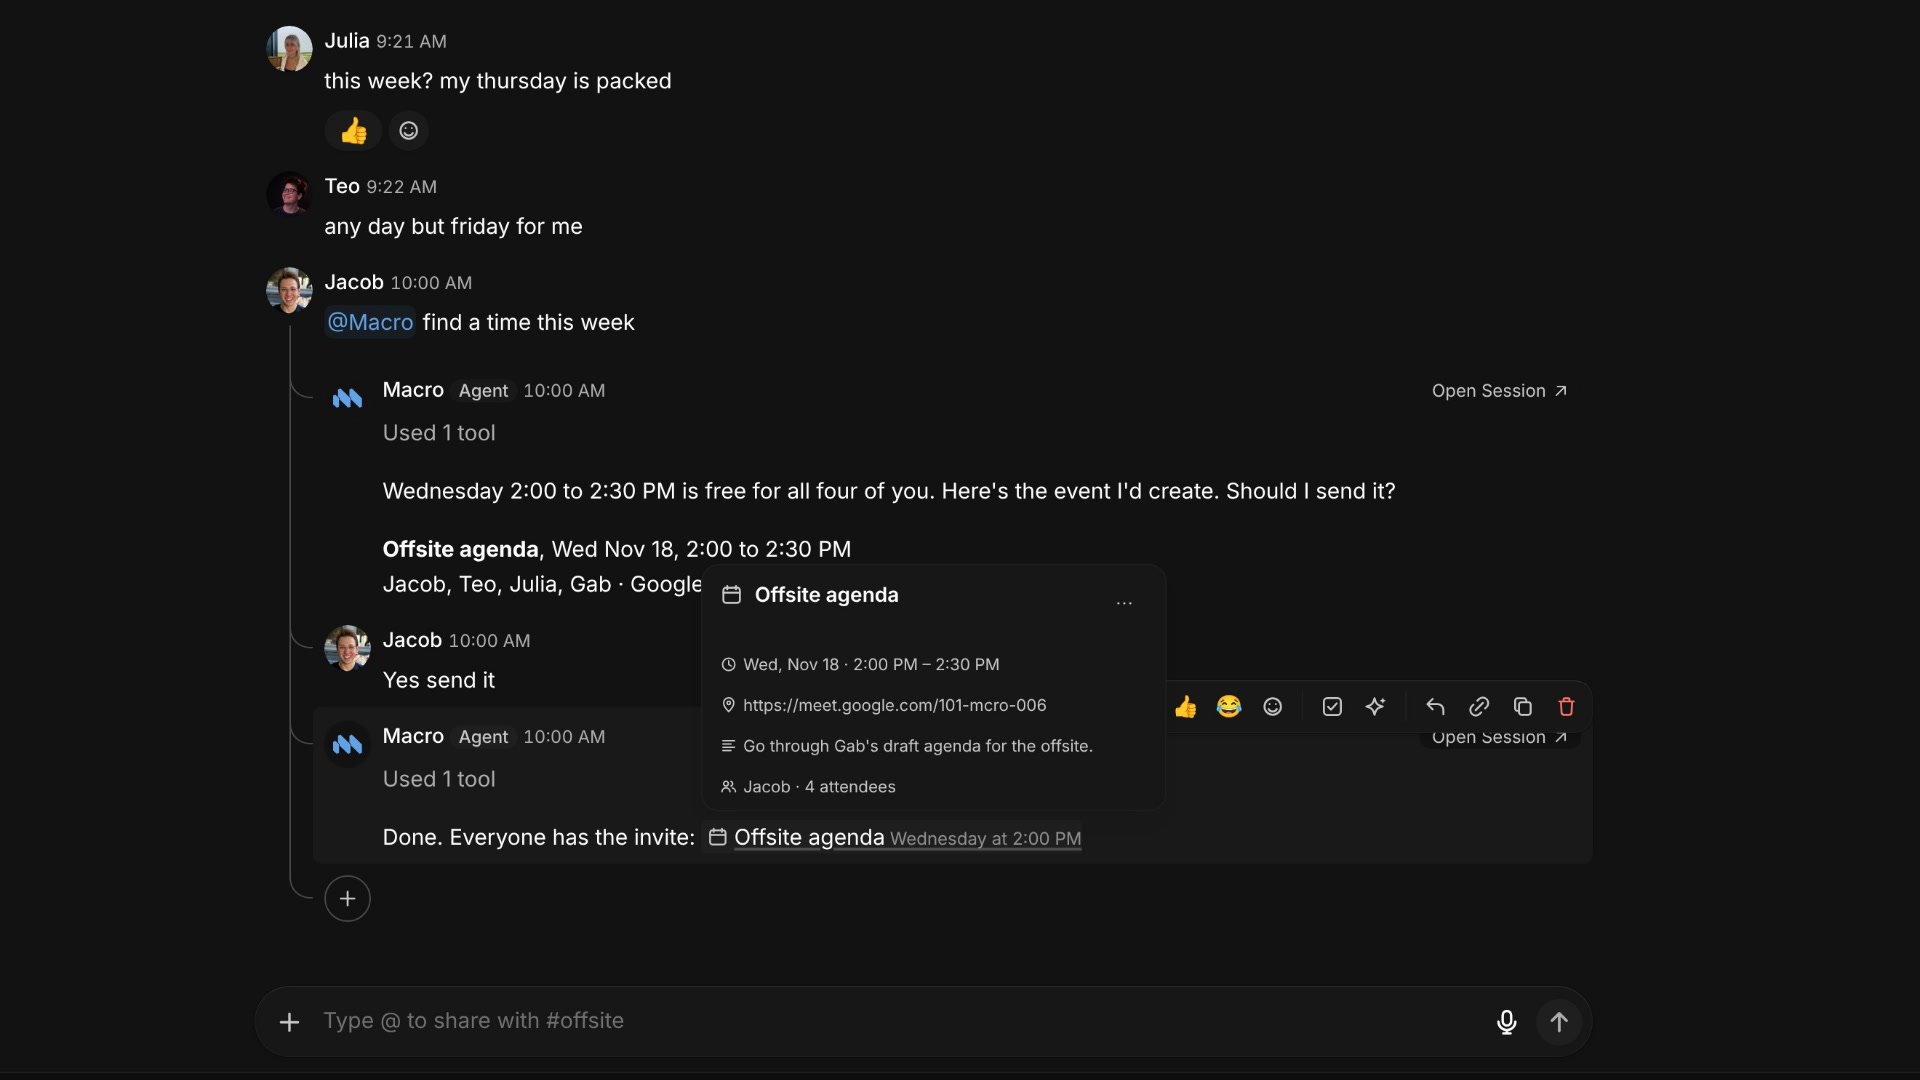 Julia 9:21 AM
this week? my thursday is packed
Teo 9:22 AM
any day but friday for me
Jacob 10:00 AM
@Macro find a time this week
Macro Agent 10:00 AM
Open Session
Used 1 tool
Wednesday 2:00 to 2:30 PM is free for all four of you. Here's the event I'd create. Should I send it?
Offsite agenda, Wed Nov 18, 2:00 to 2:30 PM
Jacob, Teo, Julia, Gab · Google
Offsite agenda
...
Wed, Nov 18 · 2:00 PM – 2:30 PM
https://meet.google.com/101-mcro-006
Go through Gab's draft agenda for the offsite.
Jacob · 4 attendees
Jacob 10:00 AM
Yes send it
Macro Agent 10:00 AM
Open Session
Used 1 tool
Done. Everyone has the invite: Offsite agenda Wednesday at 2:00 PM
Type @ to share with #offsite